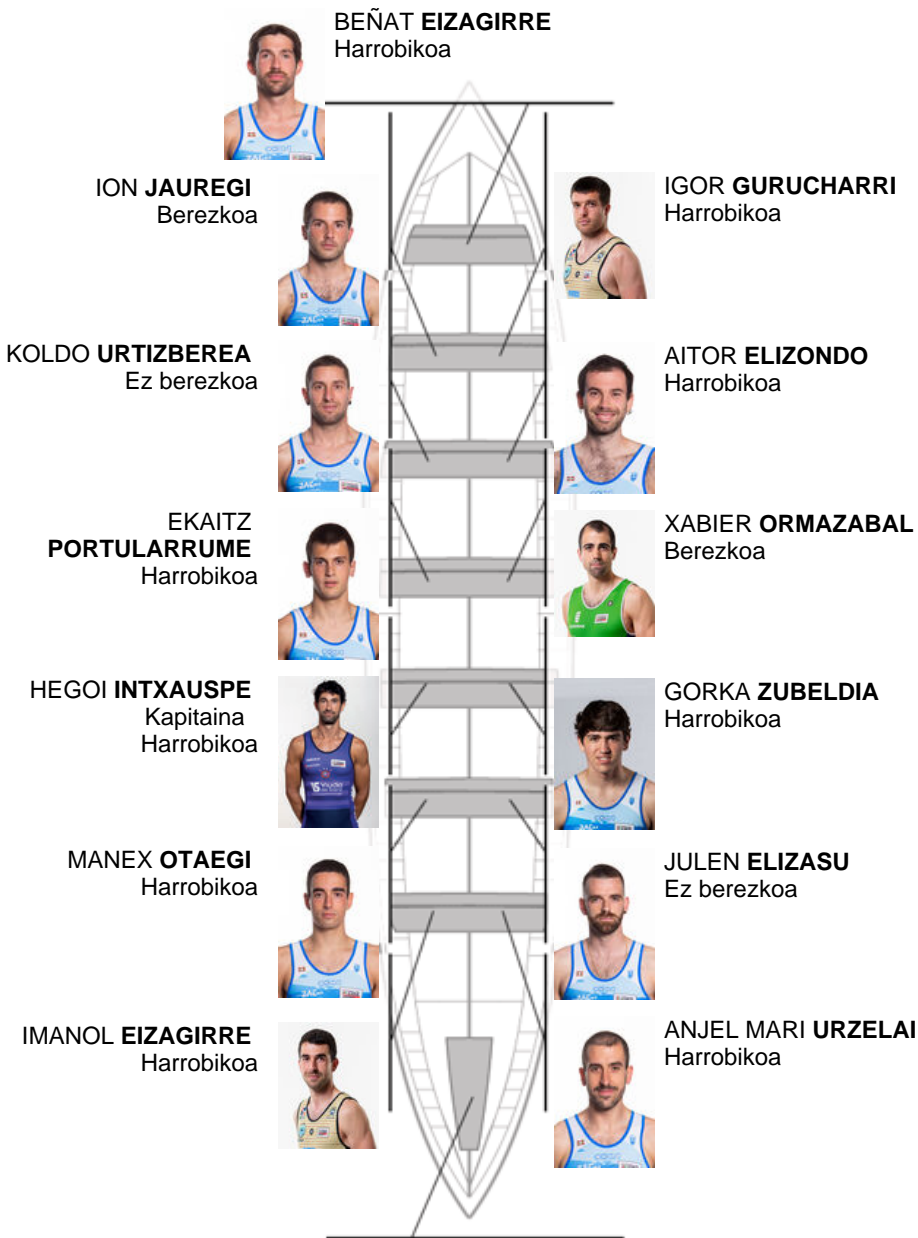 BEÑAT EIZAGIRRE
Harrobikoa
ION JAUREGI
Berezkoa
IGOR GURUCHARRI
Harrobikoa
KOLDO URTIZBEREA
Ez berezkoa
AITOR ELIZONDO
Harrobikoa
EKAITZ
PORTULARRUME
Harrobikoa
XABIER ORMAZABAL
Berezkoa
HEGOI INTXAUSPE
Kapitaina
Harrobikoa
GORKA ZUBELDIA
Harrobikoa
MANEX OTAEGI
Harrobikoa
JULEN ELIZASU
Ez berezkoa
IMANOL EIZAGIRRE
Harrobikoa
ANJEL MARI URZELAI
Harrobikoa